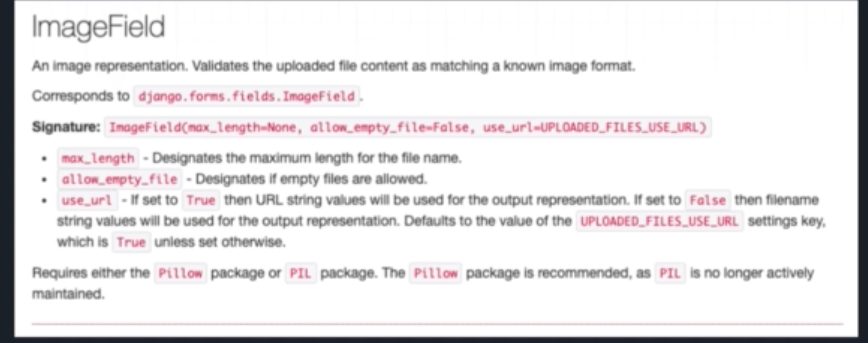 ImageField
An image representation. Validates the uploaded file content as matching a known image format.
Corresponds to django.forms.fields.ImageField.
Signature: ImageField(max_length=None, allow_empty_file=False, use_url=UPLOADED_FILES_USE_URL)
• max_length - Designates the maximum length for the file name.
• allow_empty_file - Designates if empty files are allowed.
• use_url - If set to True then URL string values will be used for the output representation. If set to False then filename
string values will be used for the output representation. Defaults to the value of the UPLOADED_FILES_USE_URL settings key,
which is True unless set otherwise.
Requires either the Pillow package or PIL package. The Pillow package is recommended, as PIL is no longer actively
maintained.